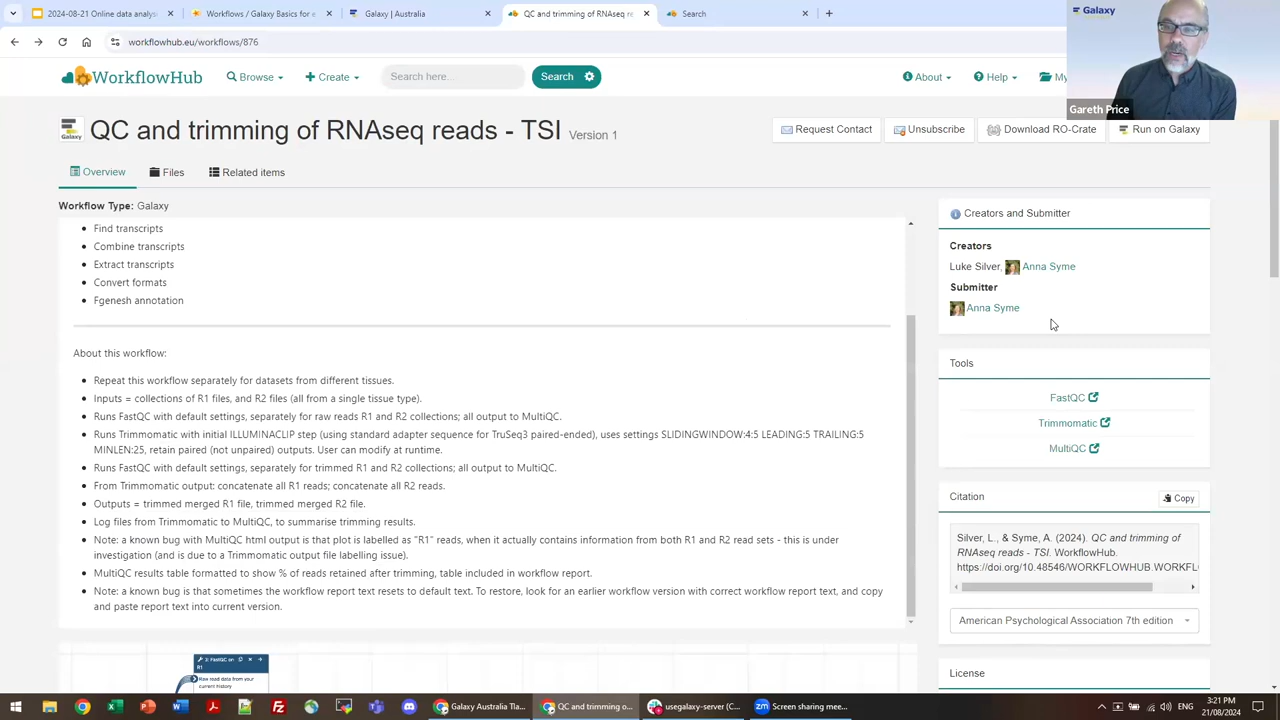 2024-08-21 Online data analys
Workflows / Galaxy Basics for e
Galaxy | Australia
QC and trimming of RNAseq re
Search
workflowhub.eu/workflows/876
Galaxy
Gareth Price
WorkflowHub
Browse
Create
Search here...
Search
About
Help
My
QC and trimming of RNAseq reads - TSI Version 1
Request Contact
Unsubscribe
Download RO-Crate
Run on Galaxy
Overview
Files
Related items
Workflow Type: Galaxy
Find transcripts
Combine transcripts
Extract transcripts
Convert formats
Fgenesh annotation
About this workflow:
Repeat this workflow separately for datasets from different tissues.
Inputs = collections of R1 files, and R2 files (all from a single tissue type).
Runs FastQC with default settings, separately for raw reads R1 and R2 collections; all output to MultiQC.
Runs Trimmomatic with initial ILLUMINACLIP step (using standard adapter sequence for TruSeq3 paired-ended), uses settings SLIDINGWINDOW:4:5 LEADING:5 TRAILING:5
MINLEN:25, retain paired (not unpaired) outputs. User can modify at runtime.
Runs FastQC with default settings, separately for trimmed R1 and R2 collections; all output to MultiQC.
From Trimmomatic output: concatenate all R1 reads; concatenate all R2 reads.
Outputs = trimmed merged R1 file, trimmed merged R2 file.
Log files from Trimmomatic to MultiQC, to summarise trimming results.
Note: a known bug with MultiQC html output is that plot is labelled as "R1" reads, when it actually contains information from both R1 and R2 read sets - this is under
investigation (and is due to a Trimmomatic output file labelling issue).
MultiQC results table formatted to show % of reads retained after trimming, table included in workflow report.
Note: a known bug is that sometimes the workflow report text resets to default text. To restore, look for an earlier workflow version with correct workflow report text, and copy
and paste report text into current version.
3: FastQC on
R1
Raw read data from your
current history
Creators and Submitter
Creators
Luke Silver, Anna Syme
Submitter
Anna Syme
Tools
FastQC
Trimmomatic
MultiQC
Citation
Copy
Silver, L., & Syme, A. (2024). QC and trimming of
RNAseq reads - TSI. WorkflowHub.
https://doi.org/10.48546/WORKFLOWHUB.WORKFL
American Psychological Association 7th edition
License
Galaxy Australia Tla...
QC and trimming o...
usegalaxy-server (C...
Screen sharing mee...
ENG
3:21 PM
21/08/2024